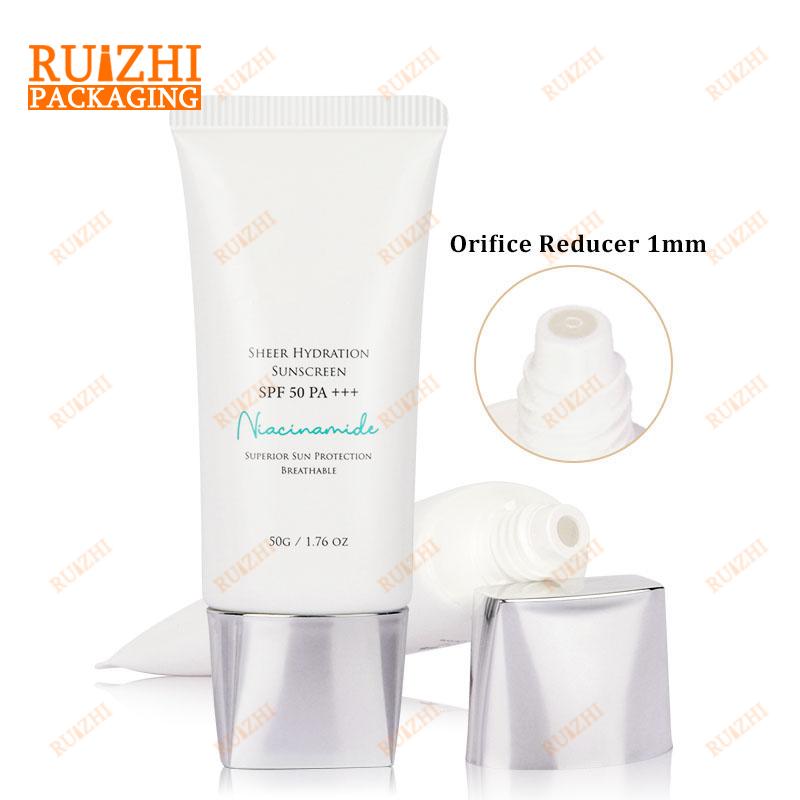 RUIZHI
PACKAGING
Orifice Reducer 1mm
SHEER HYDRATION
SUNSCREEN
SPF 50 PA +++
Niacinamide
SUPERIOR SUN PROTECTION
BREATHABLE
50G / 1.76 OZ
RUIZHI